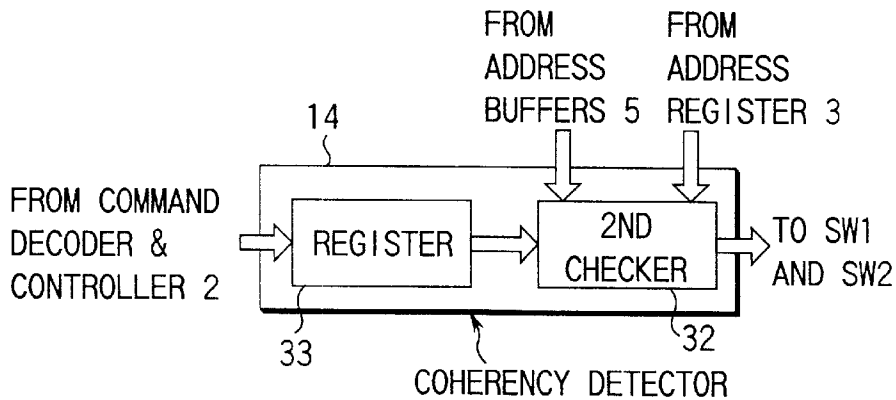 FROM
ADDRESS
BUFFERS 5
FROM
ADDRESS
REGISTER 3
14
FROM COMMAND
DECODER &
CONTROLLER 2
REGISTER
2ND
CHECKER
TO SW1
AND SW2
33
32
COHERENCY DETECTOR